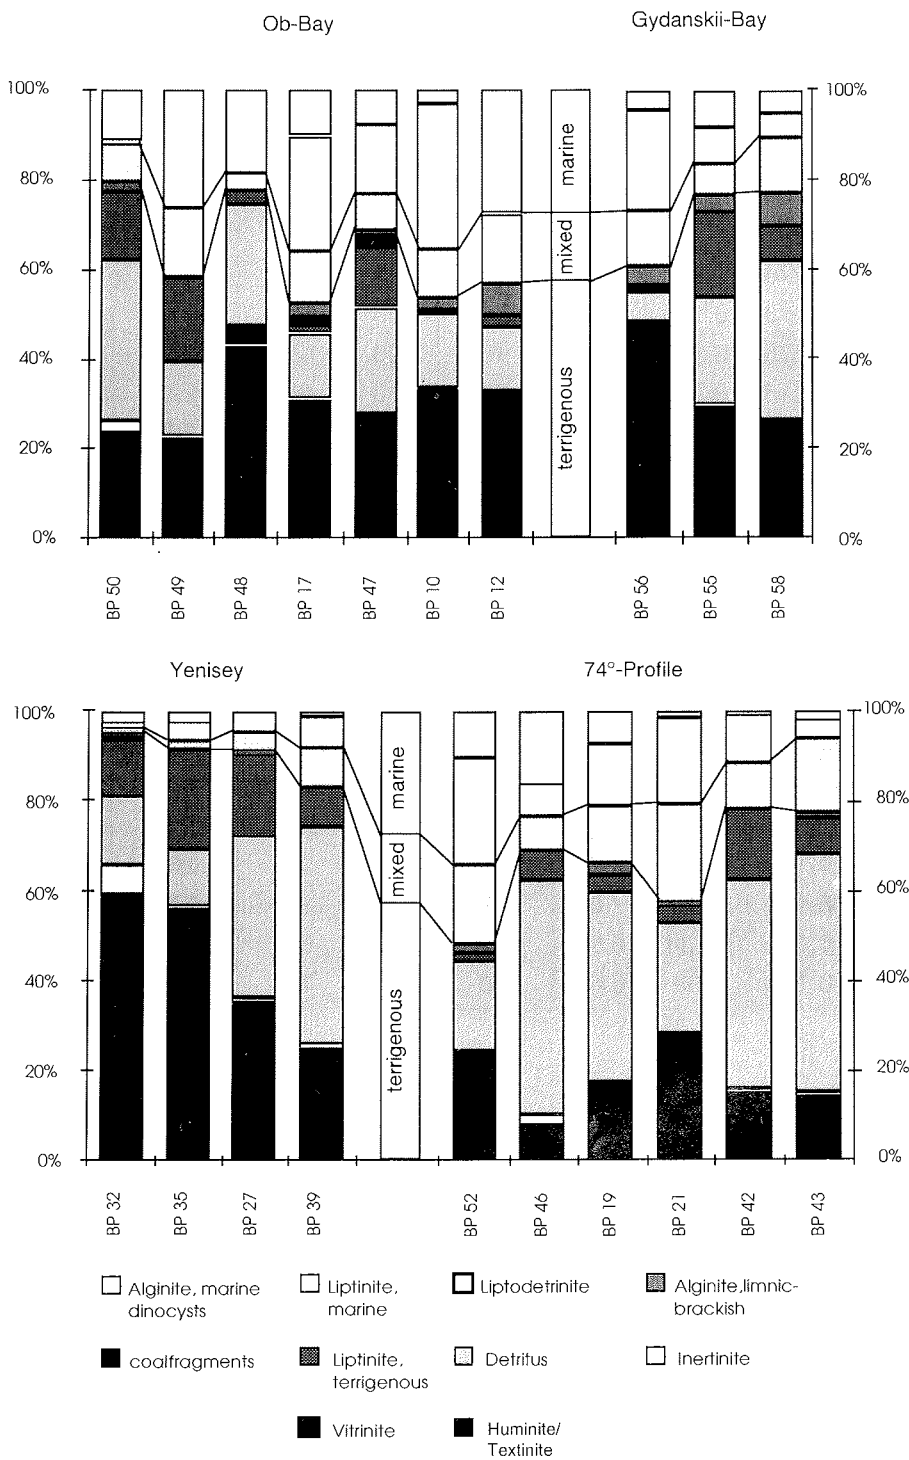 Ob-Bay
Gydanskii-Bay
100%
80%
60%
40%
20%
0%
marine
mixed
terrigenous
100%
80%
60%
40%
20%
0%
BP 50
BP 49
BP 48
BP 17
BP 47
BP 10
BP 12
BP 56
BP 55
BP 58
Yenisey
74°-Profile
100%
80%
60%
40%
20%
0%
marine
mixed
terrigenous
100%
80%
60%
40%
20%
0%
BP 32
BP 35
BP 27
BP 39
BP 52
BP 46
BP 19
BP 21
BP 42
BP 43
Alginite, marine
dinocysts
Liptinite,
marine
Liptodetrinite
Alginite,limnic-
brackish
coalfragments
Liptinite,
terrigenous
Detritus
Inertinite
Vitrinite
Huminite/
Textinite